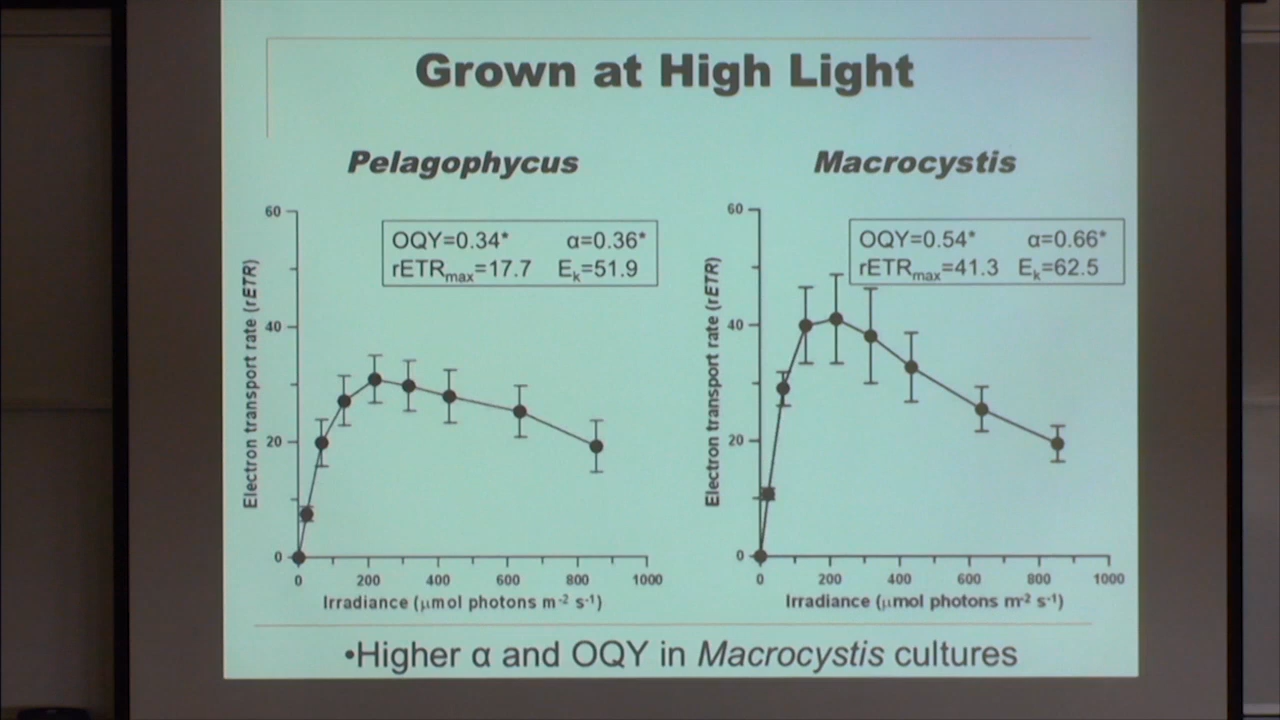 Grown at High Light
Pelagophycus
Macrocystis
OQY=0.34* α=0.36*
rETRmax=17.7 Ek=51.9
OQY=0.54* α=0.66*
rETRmax=41.3 Ek=62.5
Electron transport rate (rETR)
60
40
20
0
0 200 400 600 800 1000
Irradiance (μmol photons m-2 s-1)
Electron transport rate (rETR)
60
40
20
0
0 200 400 600 800 1000
Irradiance (μmol photons m-2 s-1)
•Higher α and OQY in Macrocystis cultures